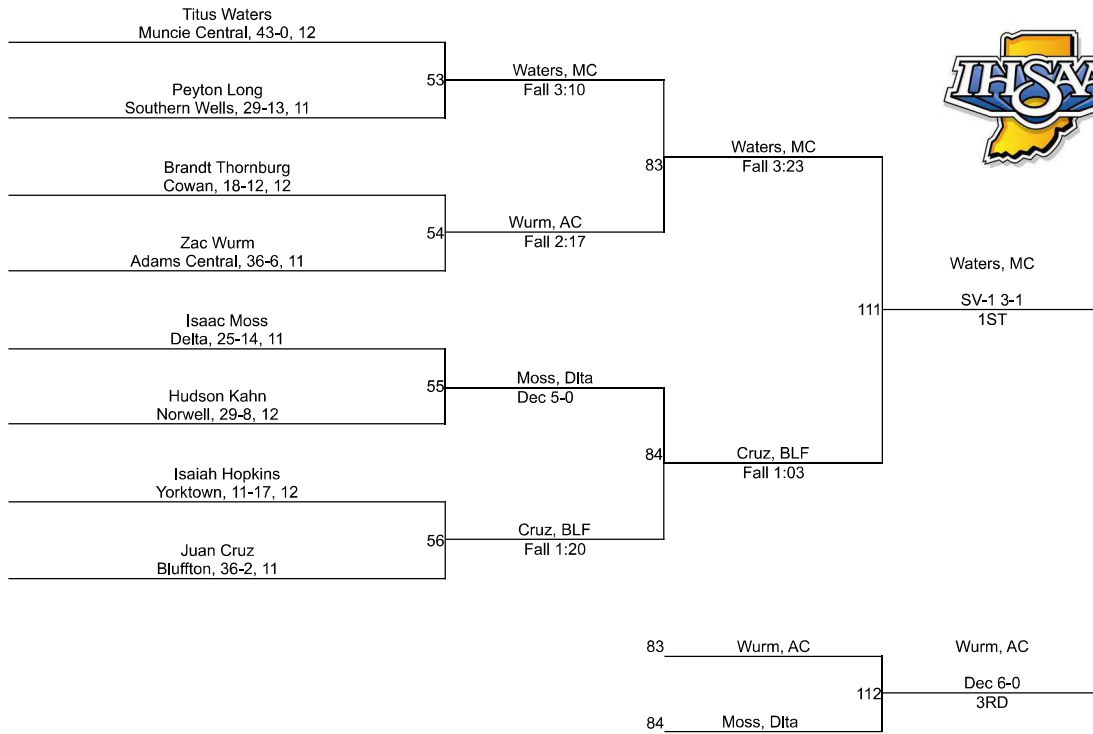 Titus Waters
Muncie Central, 43-0, 12
Peyton Long
Southern Wells, 29-13, 11
Brandt Thornburg
Cowan, 18-12, 12
Zac Wurm
Adams Central, 36-6, 11
Isaac Moss
Delta, 25-14, 11
Hudson Kahn
Norwell, 29-8, 12
Isaiah Hopkins
Yorktown, 11-17, 12
Juan Cruz
Bluffton, 36-2, 11
53
Waters, MC
Fall 3:10
54
Wurm, AC
Fall 2:17
55
Moss, Dlta
Dec 5-0
56
Cruz, BLF
Fall 1:20
83
Waters, MC
Fall 3:23
84
Cruz, BLF
Fall 1:03
IHSAA
111
Waters, MC
SV-1 3-1
1ST
83
Wurm, AC
84
Moss, Dlta
112
Wurm, AC
Dec 6-0
3RD